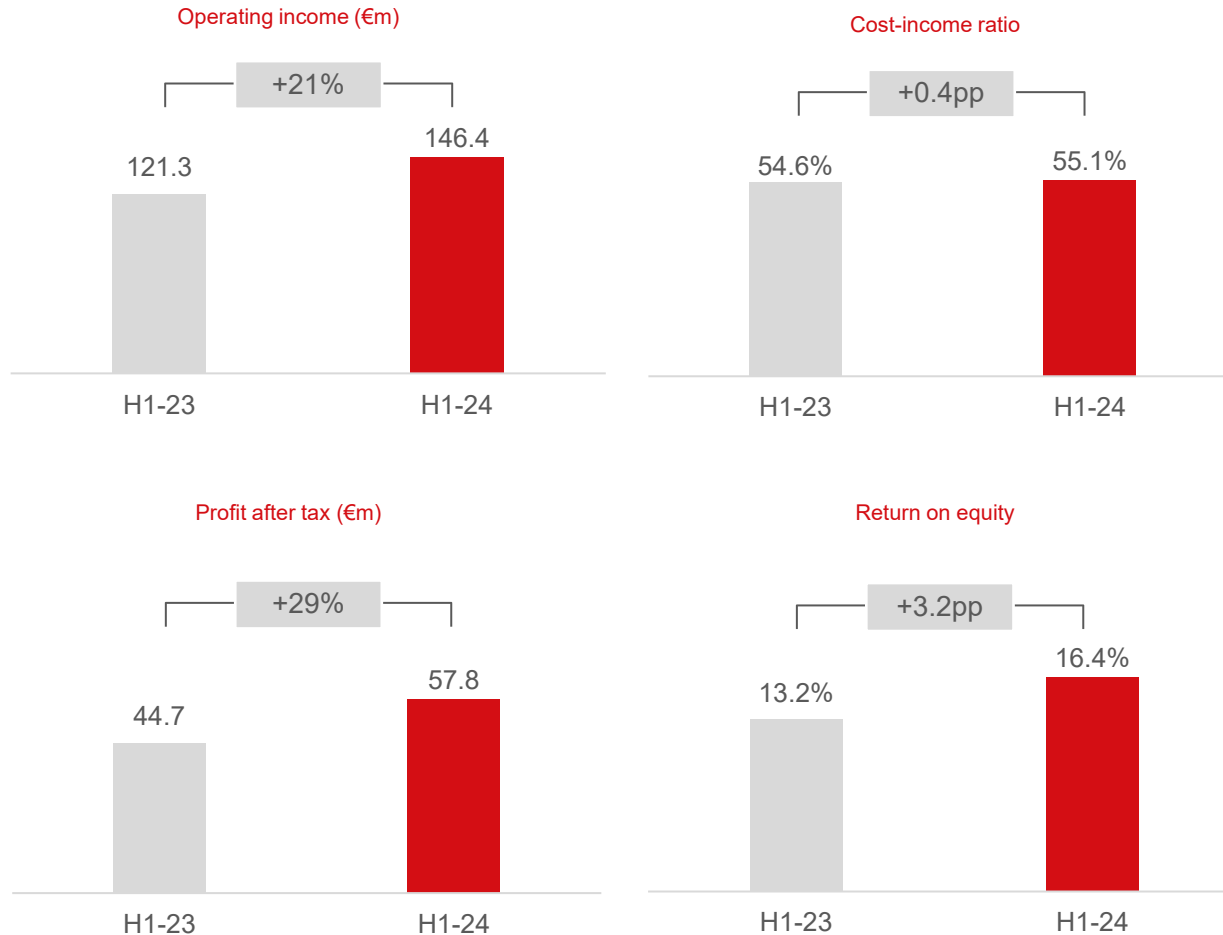 Operating income (€m)
+21%
121.3
146.4
H1-23
H1-24
Cost-income ratio
+0.4pp
54.6%
55.1%
H1-23
H1-24
Profit after tax (€m)
+29%
44.7
57.8
H1-23
H1-24
Return on equity
+3.2pp
13.2%
16.4%
H1-23
H1-24